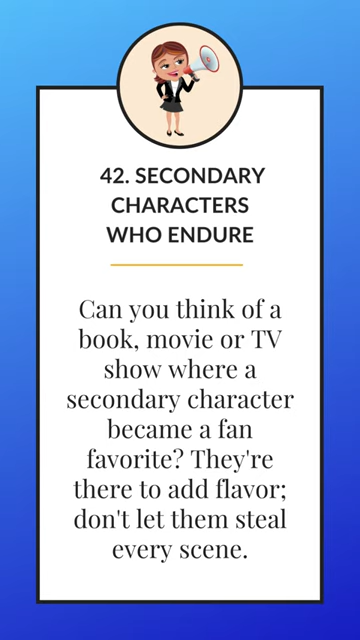 42. SECONDARY
CHARACTERS
WHO ENDURE
Can you think of a
book, movie or TV
show where a
secondary character
became a fan
favorite? They're
there to add flavor;
don't let them steal
every scene.